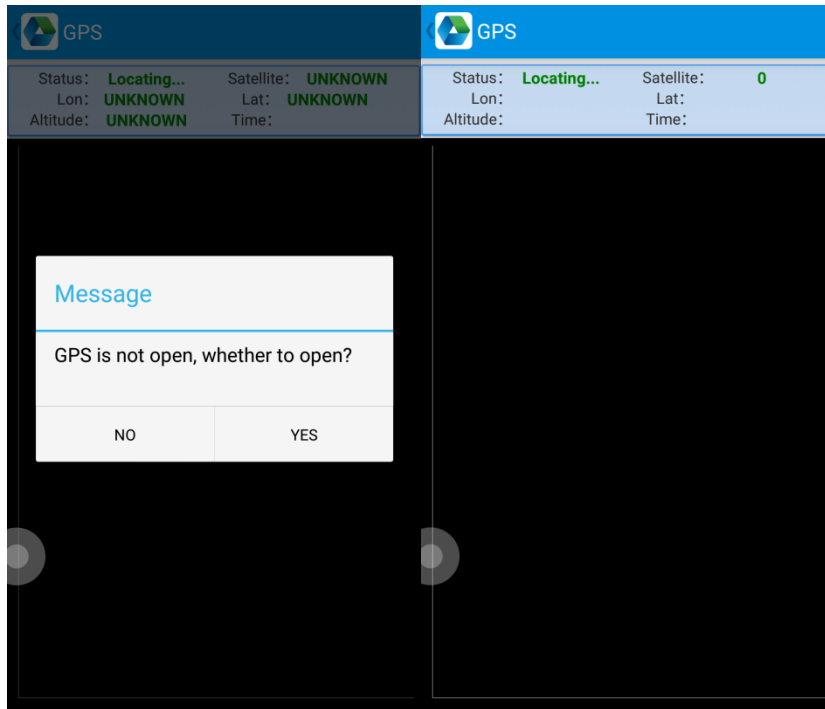 GPS
Status: Locating... Satellite: UNKNOWN
Lon: UNKNOWN Lat: UNKNOWN
Altitude: UNKNOWN Time:
Message
GPS is not open, whether to open?
NO YES
GPS
Status: Locating... Satellite: 0
Lon: Lat:
Altitude: Time: